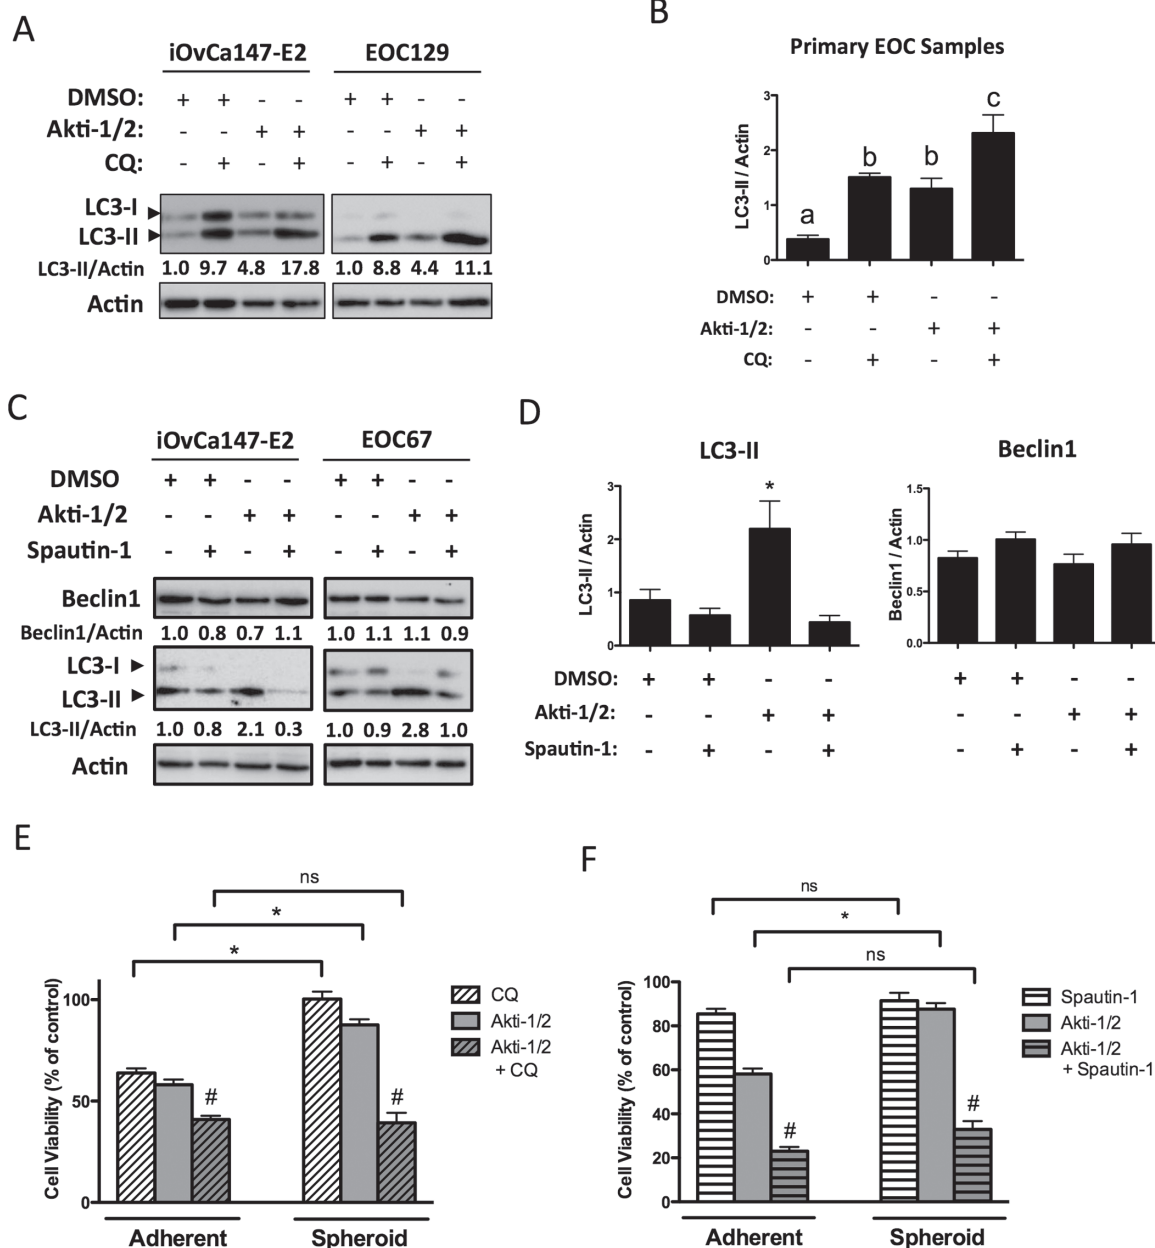 A
iOvCa147-E2 EOC129
DMSO: + + - - + + - -
Akti-1/2: - - + + - - + +
CQ: - + - + - + - +
LC3-I
LC3-II
LC3-II/Actin 1.0 9.7 4.8 17.8 1.0 8.8 4.4 11.1
Actin
B
Primary EOC Samples
LC3-II / Actin
3
2
1
0
a b b c
DMSO: + + - -
Akti-1/2: - - + +
CQ: - + - +
C
iOvCa147-E2 EOC67
DMSO + + - - + + - -
Akti-1/2 - - + + - - + +
Spautin-1 - + - + - + - +
Beclin1
Beclin1/Actin 1.0 0.8 0.7 1.1 1.0 1.1 1.1 0.9
LC3-I
LC3-II
LC3-II/Actin 1.0 0.8 2.1 0.3 1.0 0.9 2.8 1.0
Actin
D
LC3-II
LC3-II / Actin
3
2
1
0
*
Beclin1
Beclin1 / Actin
1.5
1.0
0.5
0.0
DMSO: + + - - + + - -
Akti-1/2: - - + + - - + +
Spautin-1: - + - + - + - +
E
ns
*
*
Cell Viability (% of control)
100
50
0
# #
CQ
Akti-1/2
Akti-1/2
+ CQ
Adherent Spheroid
F
ns
*
ns
Cell Viability (% of control)
100
80
60
40
20
0
# #
Spautin-1
Akti-1/2
Akti-1/2
+ Spautin-1
Adherent Spheroid